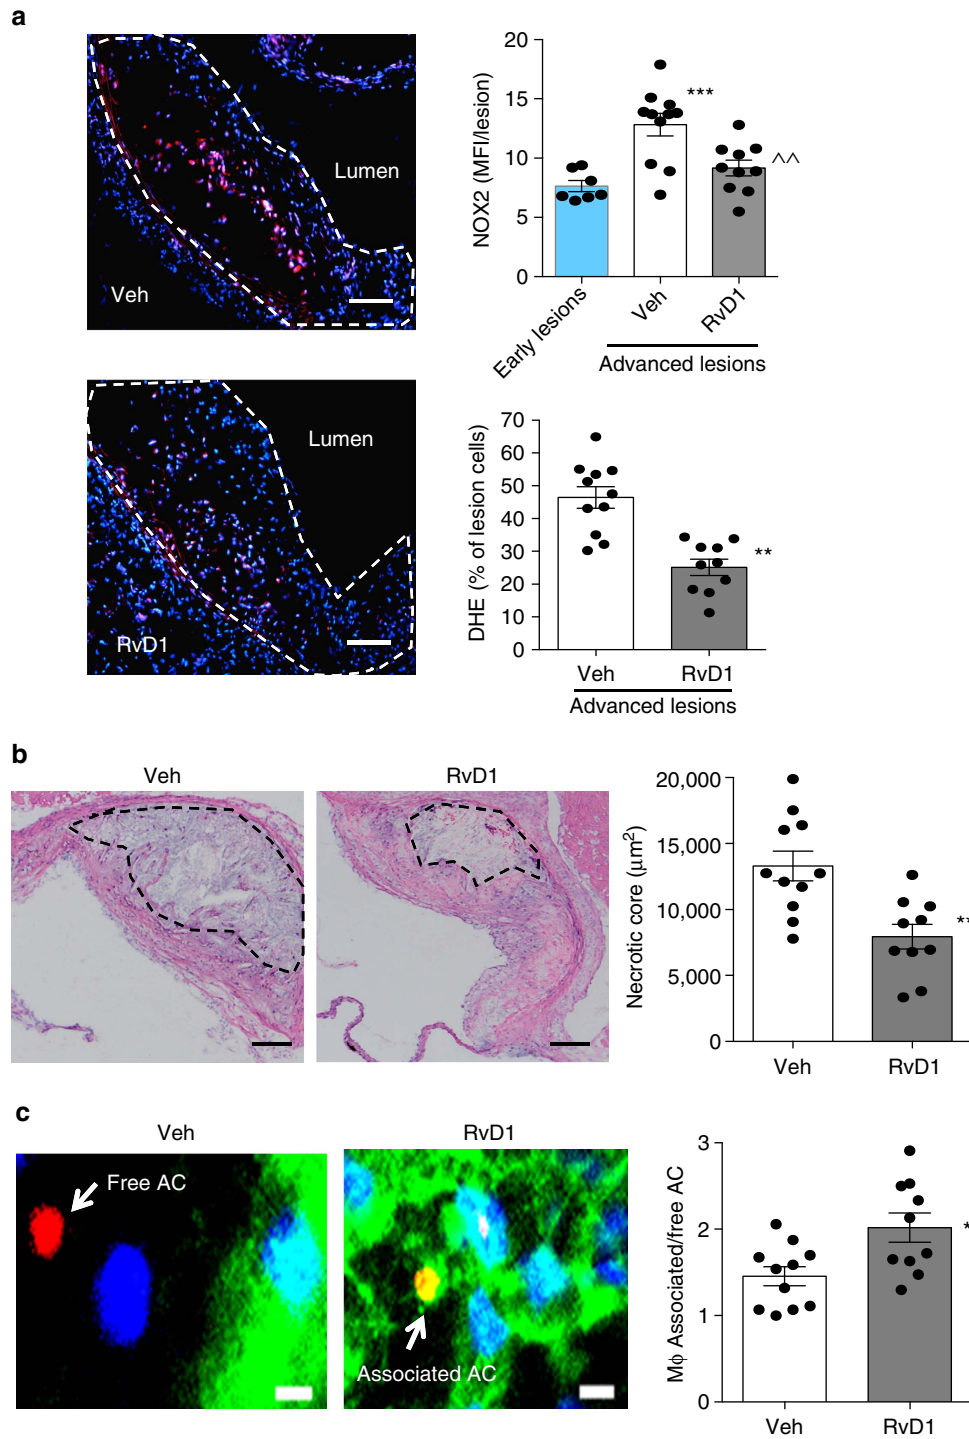 a
Lumen
Veh
Lumen
RvD1
NOX2 (MFI/lesion)
20
15
10
5
0
***
^^
Early lesions
Veh
RvD1
Advanced lesions
DHE (% of lesion cells)
70
60
50
40
30
20
10
0
**
Veh
RvD1
Advanced lesions
b
Veh
RvD1
Necrotic core (μm²)
20,000
15,000
10,000
5,000
0
**
Veh
RvD1
c
Veh
RvD1
Free AC
Associated AC
Mϕ Associated/free AC
3
2
1
0
*
Veh
RvD1